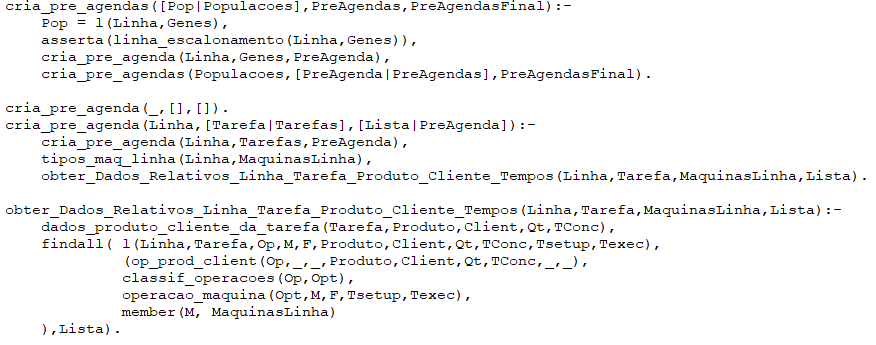 cria_pre_agendas([Pop|Populacoes],PreAgendas,PreAgendasFinal):-
    Pop = l(Linha,Genes),
    asserta(linha_escalonamento(Linha,Genes)),
    cria_pre_agenda(Linha,Genes,PreAgenda),
    cria_pre_agendas(Populacoes,[PreAgenda|PreAgendas],PreAgendasFinal).

cria_pre_agenda(_,[],[]).
cria_pre_agenda(Linha,[Tarefa|Tarefas],[Lista|PreAgenda]):-
    cria_pre_agenda(Linha,Tarefas,PreAgenda),
    tipos_maq_linha(Linha,MaquinasLinha),
    obter_Dados_Relativos_Linha_Tarefa_Produto_Cliente_Tempos(Linha,Tarefa,MaquinasLinha,Lista).

obter_Dados_Relativos_Linha_Tarefa_Produto_Cliente_Tempos(Linha,Tarefa,MaquinasLinha,Lista):-
    dados_produto_cliente_da_tarefa(Tarefa,Produto,Client,Qt,TConc),
    findall( l(Linha,Tarefa,Op,M,F,Produto,Client,Qt,TConc,Tsetup,Texec),
             (op_prod_client(Op,_,_,Produto,Client,Qt,TConc,_,_),
             classif_operacoes(Op,Opt),
             operacao_maquina(Opt,M,F,Tsetup,Texec),
             member(M, MaquinasLinha)
    ),Lista).